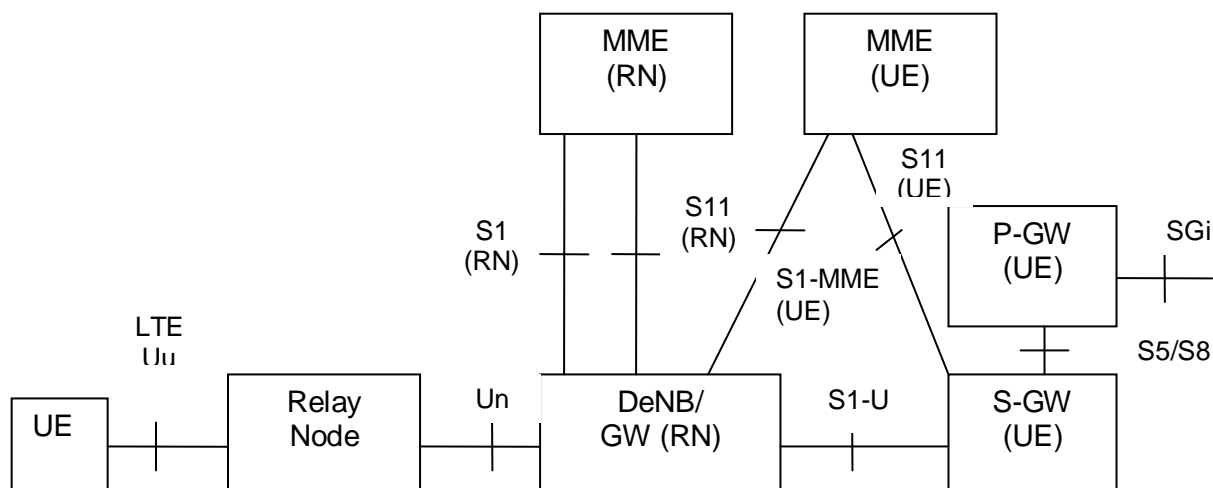 MME
(RN)
MME
(UE)
S11
(UE)
S1
(RN)
S11
(RN)
P-GW
(UE)
SGi
S1-MME
(UE)
LTE
Uu
S5/S8
UE
Relay
Node
Un
DeNB/
GW (RN)
S1-U
S-GW
(UE)